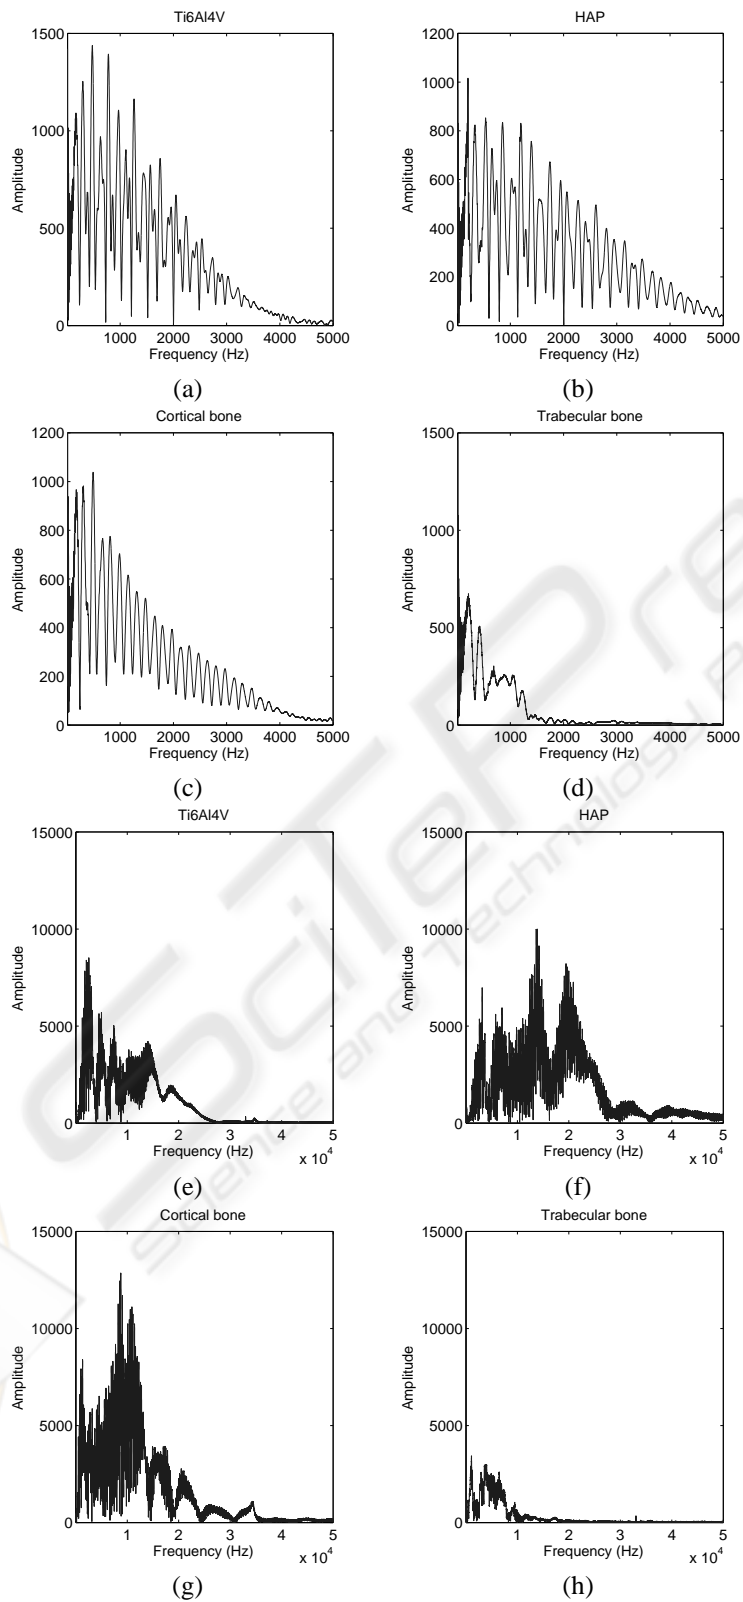 Ti6Al4V
1500
1000
500
0
Amplitude
1000 2000 3000 4000 5000
Frequency (Hz)
(a)
HAP
1200
1000
800
600
400
200
0
Amplitude
1000 2000 3000 4000 5000
Frequency (Hz)
(b)
Cortical bone
1200
1000
800
600
400
200
0
Amplitude
1000 2000 3000 4000 5000
Frequency (Hz)
(c)
Trabecular bone
1500
1000
500
0
Amplitude
1000 2000 3000 4000 5000
Frequency (Hz)
(d)
Ti6Al4V
15000
10000
5000
0
Amplitude
1 2 3 4 5
Frequency (Hz)
x 10^4
(e)
HAP
15000
10000
5000
0
Amplitude
1 2 3 4 5
Frequency (Hz)
x 10^4
(f)
Cortical bone
15000
10000
5000
0
Amplitude
1 2 3 4 5
Frequency (Hz)
x 10^4
(g)
Trabecular bone
15000
10000
5000
0
Amplitude
1 2 3 4 5
Frequency (Hz)
x 10^4
(h)
SciTePre
Science and Technology P